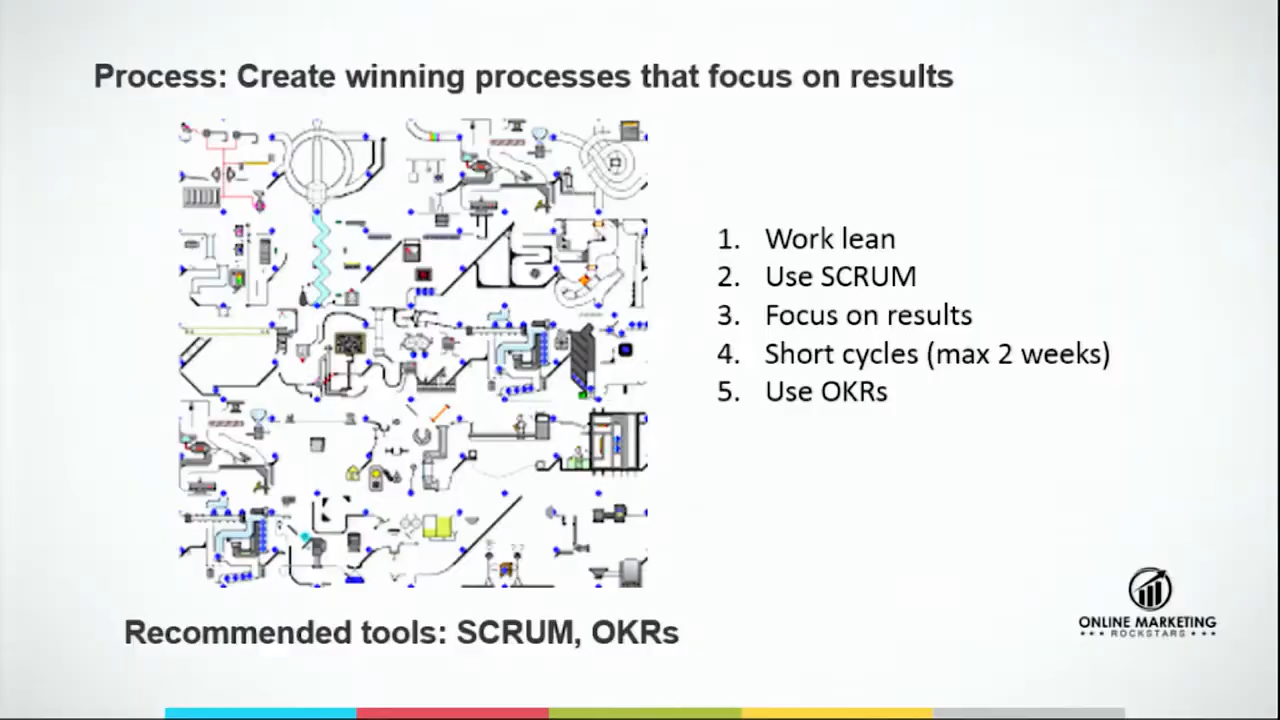 Process: Create winning processes that focus on results
1. Work lean
2. Use SCRUM
3. Focus on results
4. Short cycles (max 2 weeks)
5. Use OKRs
Recommended tools: SCRUM, OKRs
ONLINE MARKETING
ROCKSTARS